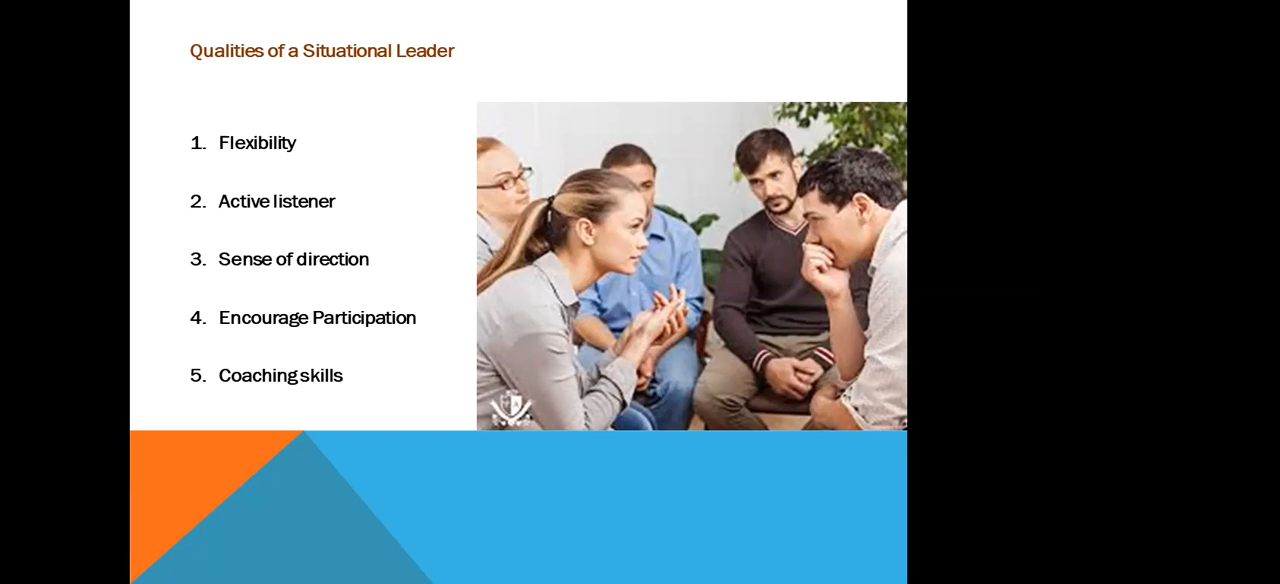 Qualities of a Situational Leader
1. Flexibility
2. Active listener
3. Sense of direction
4. Encourage Participation
5. Coaching skills